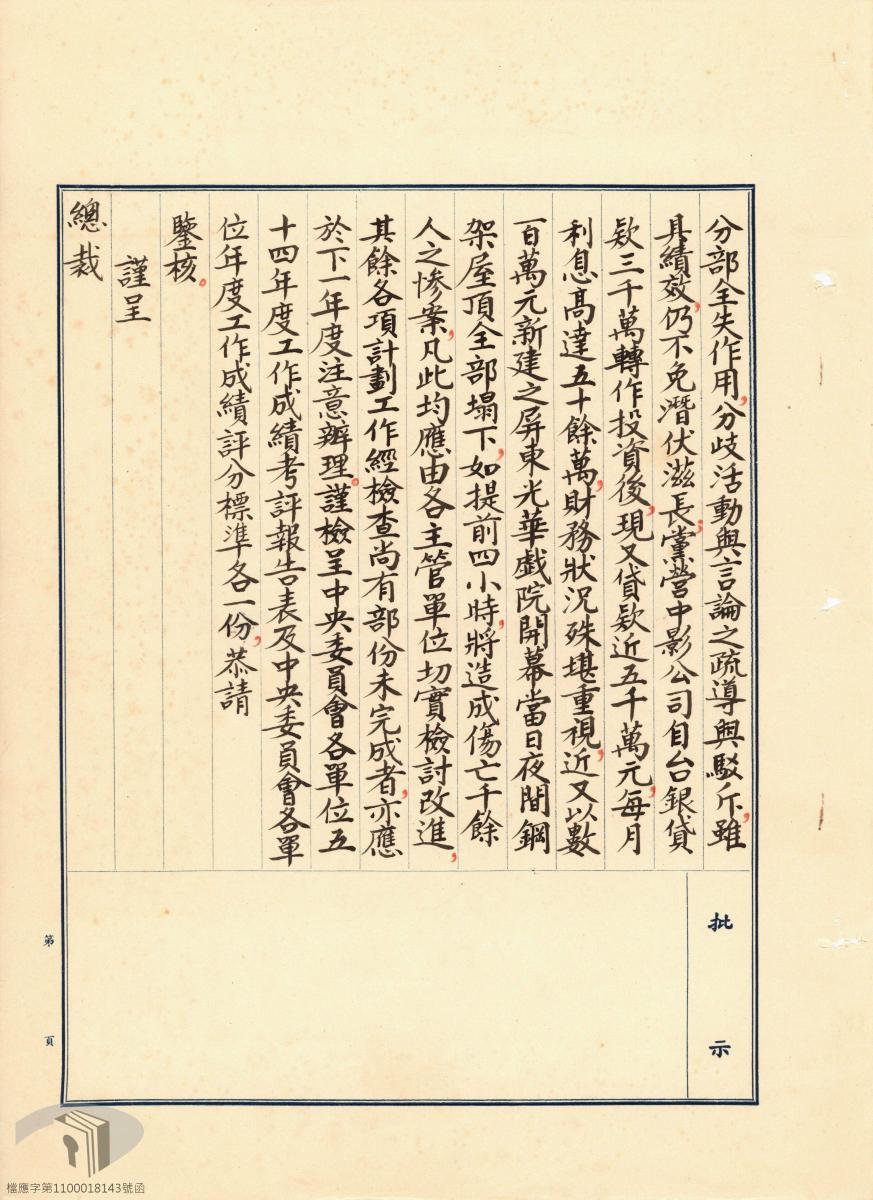 分部全失作用，分歧活動與言論之疏導與駁斥，雖
具績效，仍不免潛伏滋長；黨營中影公司自台銀貸
欵三千萬轉作投資後，現又貸欵近五千萬元，每月
利息髙達五十餘萬，財務狀況殊堪重視，近又以數
百萬元新建之屏東光華戯院開幕當日夜間鋼
架屋頂全部塌下，如提前四小時，將造成傷亡千餘
人之慘案，凡此均應由各主管單位切實檢討改進，
其餘各項計劃工作經檢查尚有部份未完成者，亦應
於下一年度注意辦理。謹檢呈中央委員會各單位五
十四年度工作成績考評報告表及中央委員會各單
位年度工作成績評分標準各一份，恭請
鑒核。
謹呈
總裁
批示
第 頁
檔應字第1100018143號函